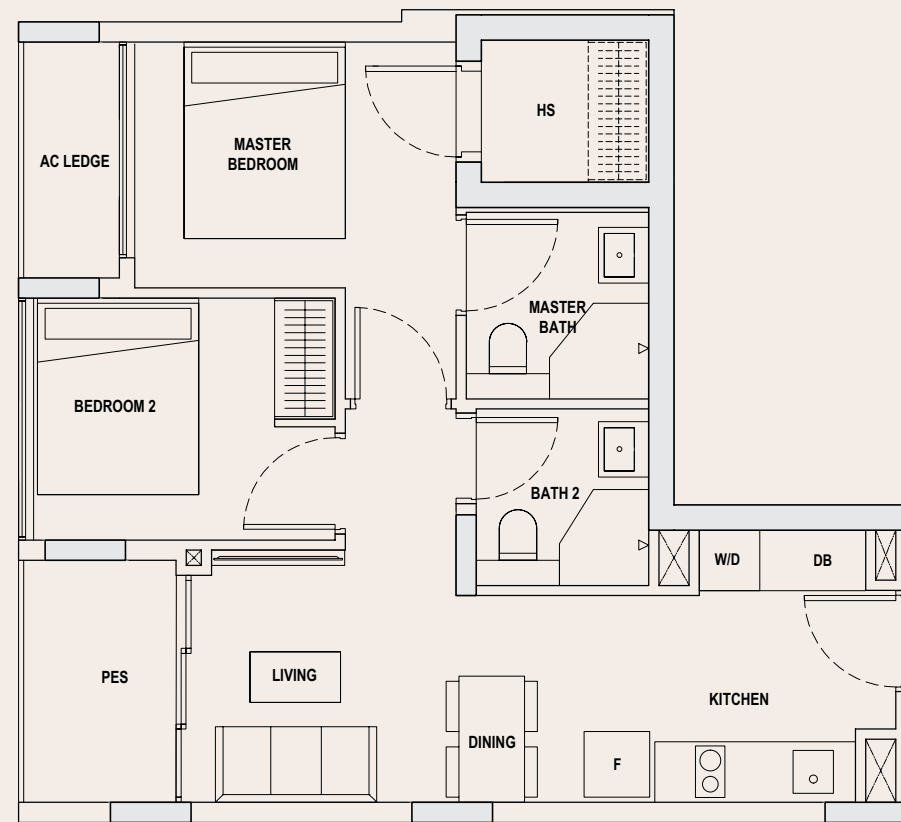 HS
AC LEDGE
MASTER
BEDROOM
MASTER
BATH
BEDROOM 2
BATH 2
W/D
DB
PES
LIVING
KITCHEN
DINING
F